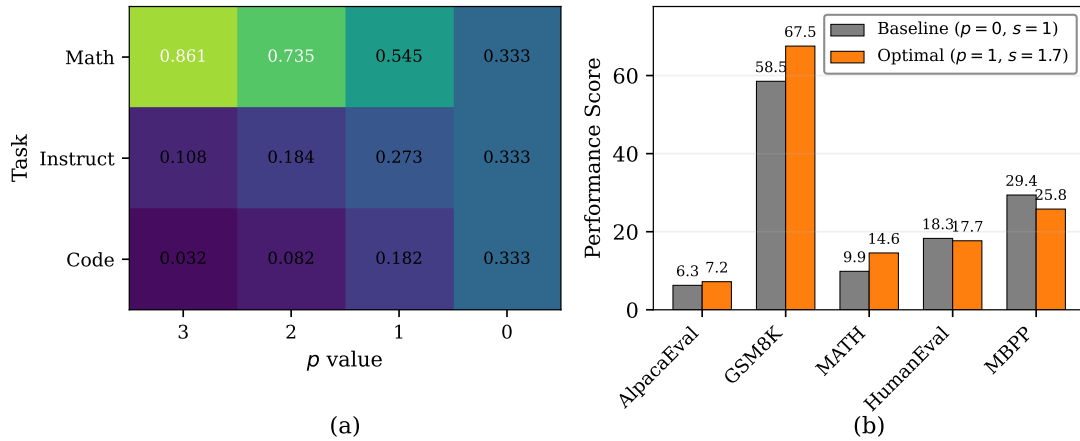 Task
Math
Instruct
Code
0.861 0.735 0.545 0.333
0.108 0.184 0.273 0.333
0.032 0.082 0.182 0.333
3 2 1 0
p value
(a)
Performance Score
60
40
20
0
Baseline (p = 0, s = 1)
Optimal (p = 1, s = 1.7)
6.3 7.2
58.5 67.5
9.9 14.6
18.3 17.7
29.4 25.8
AlpacaEval
GSM8K
MATH
HumanEval
MBPP
(b)